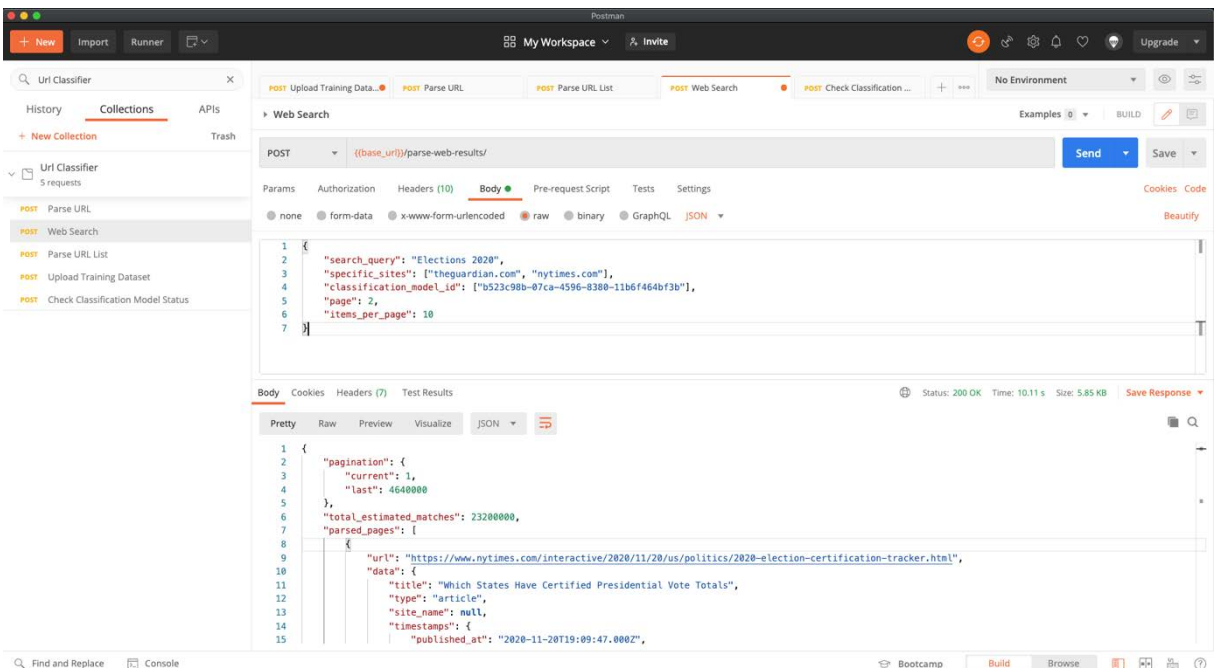 Postman
+ New Import Runner My Workspace Invite Upgrade
Url Classifier
History Collections APIs
+ New Collection Trash
Url Classifier
5 requests
POST Parse URL
POST Web Search
POST Parse URL List
POST Upload Training Dataset
POST Check Classification Model Status
POST Upload Training Data... POST Parse URL POST Parse URL List POST Web Search POST Check Classification ... + ooo No Environment
Web Search Examples 0 BUILD
POST {{base_url}}/parse-web-results/ Send Save
Params Authorization Headers (10) Body Pre-request Script Tests Settings Cookies Code
none form-data x-www-form-urlencoded raw binary GraphQL JSON Beautify
1 {
2 "search_query": "Elections 2020",
3 "specific_sites": ["theguardian.com", "nytimes.com"],
4 "classification_model_id": ["b523c98b-07ca-4596-8380-11b6f464bf3b"],
5 "page": 2,
6 "items_per_page": 10
7 }
Body Cookies Headers (7) Test Results Status: 200 OK Time: 10.11 s Size: 5.85 KB Save Response
Pretty Raw Preview Visualize JSON
1 {
2 "pagination": {
3 "current": 1,
4 "last": 4640000
5 },
6 "total_estimated_matches": 23200000,
7 "parsed_pages": [
8 {
9 "url": "https://www.nytimes.com/interactive/2020/11/20/us/politics/2020-election-certification-tracker.html",
10 "data": {
11 "title": "Which States Have Certified Presidential Vote Totals",
12 "type": "article",
13 "site_name": null,
14 "timestamps": {
15 "published_at": "2020-11-20T19:09:47.000Z",
Find and Replace Console Bootcamp Build Browse